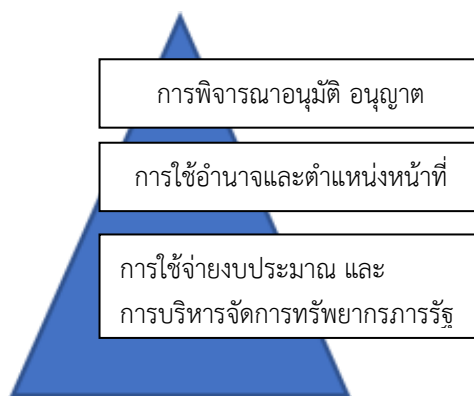 การพิจารณาอนุมัติ อนุญาต
การใช้อำนาจและตำแหน่งหน้าที่
การใช้จ่ายงบประมาณ และ
การบริหารจัดการทรัพยากรภารรัฐ